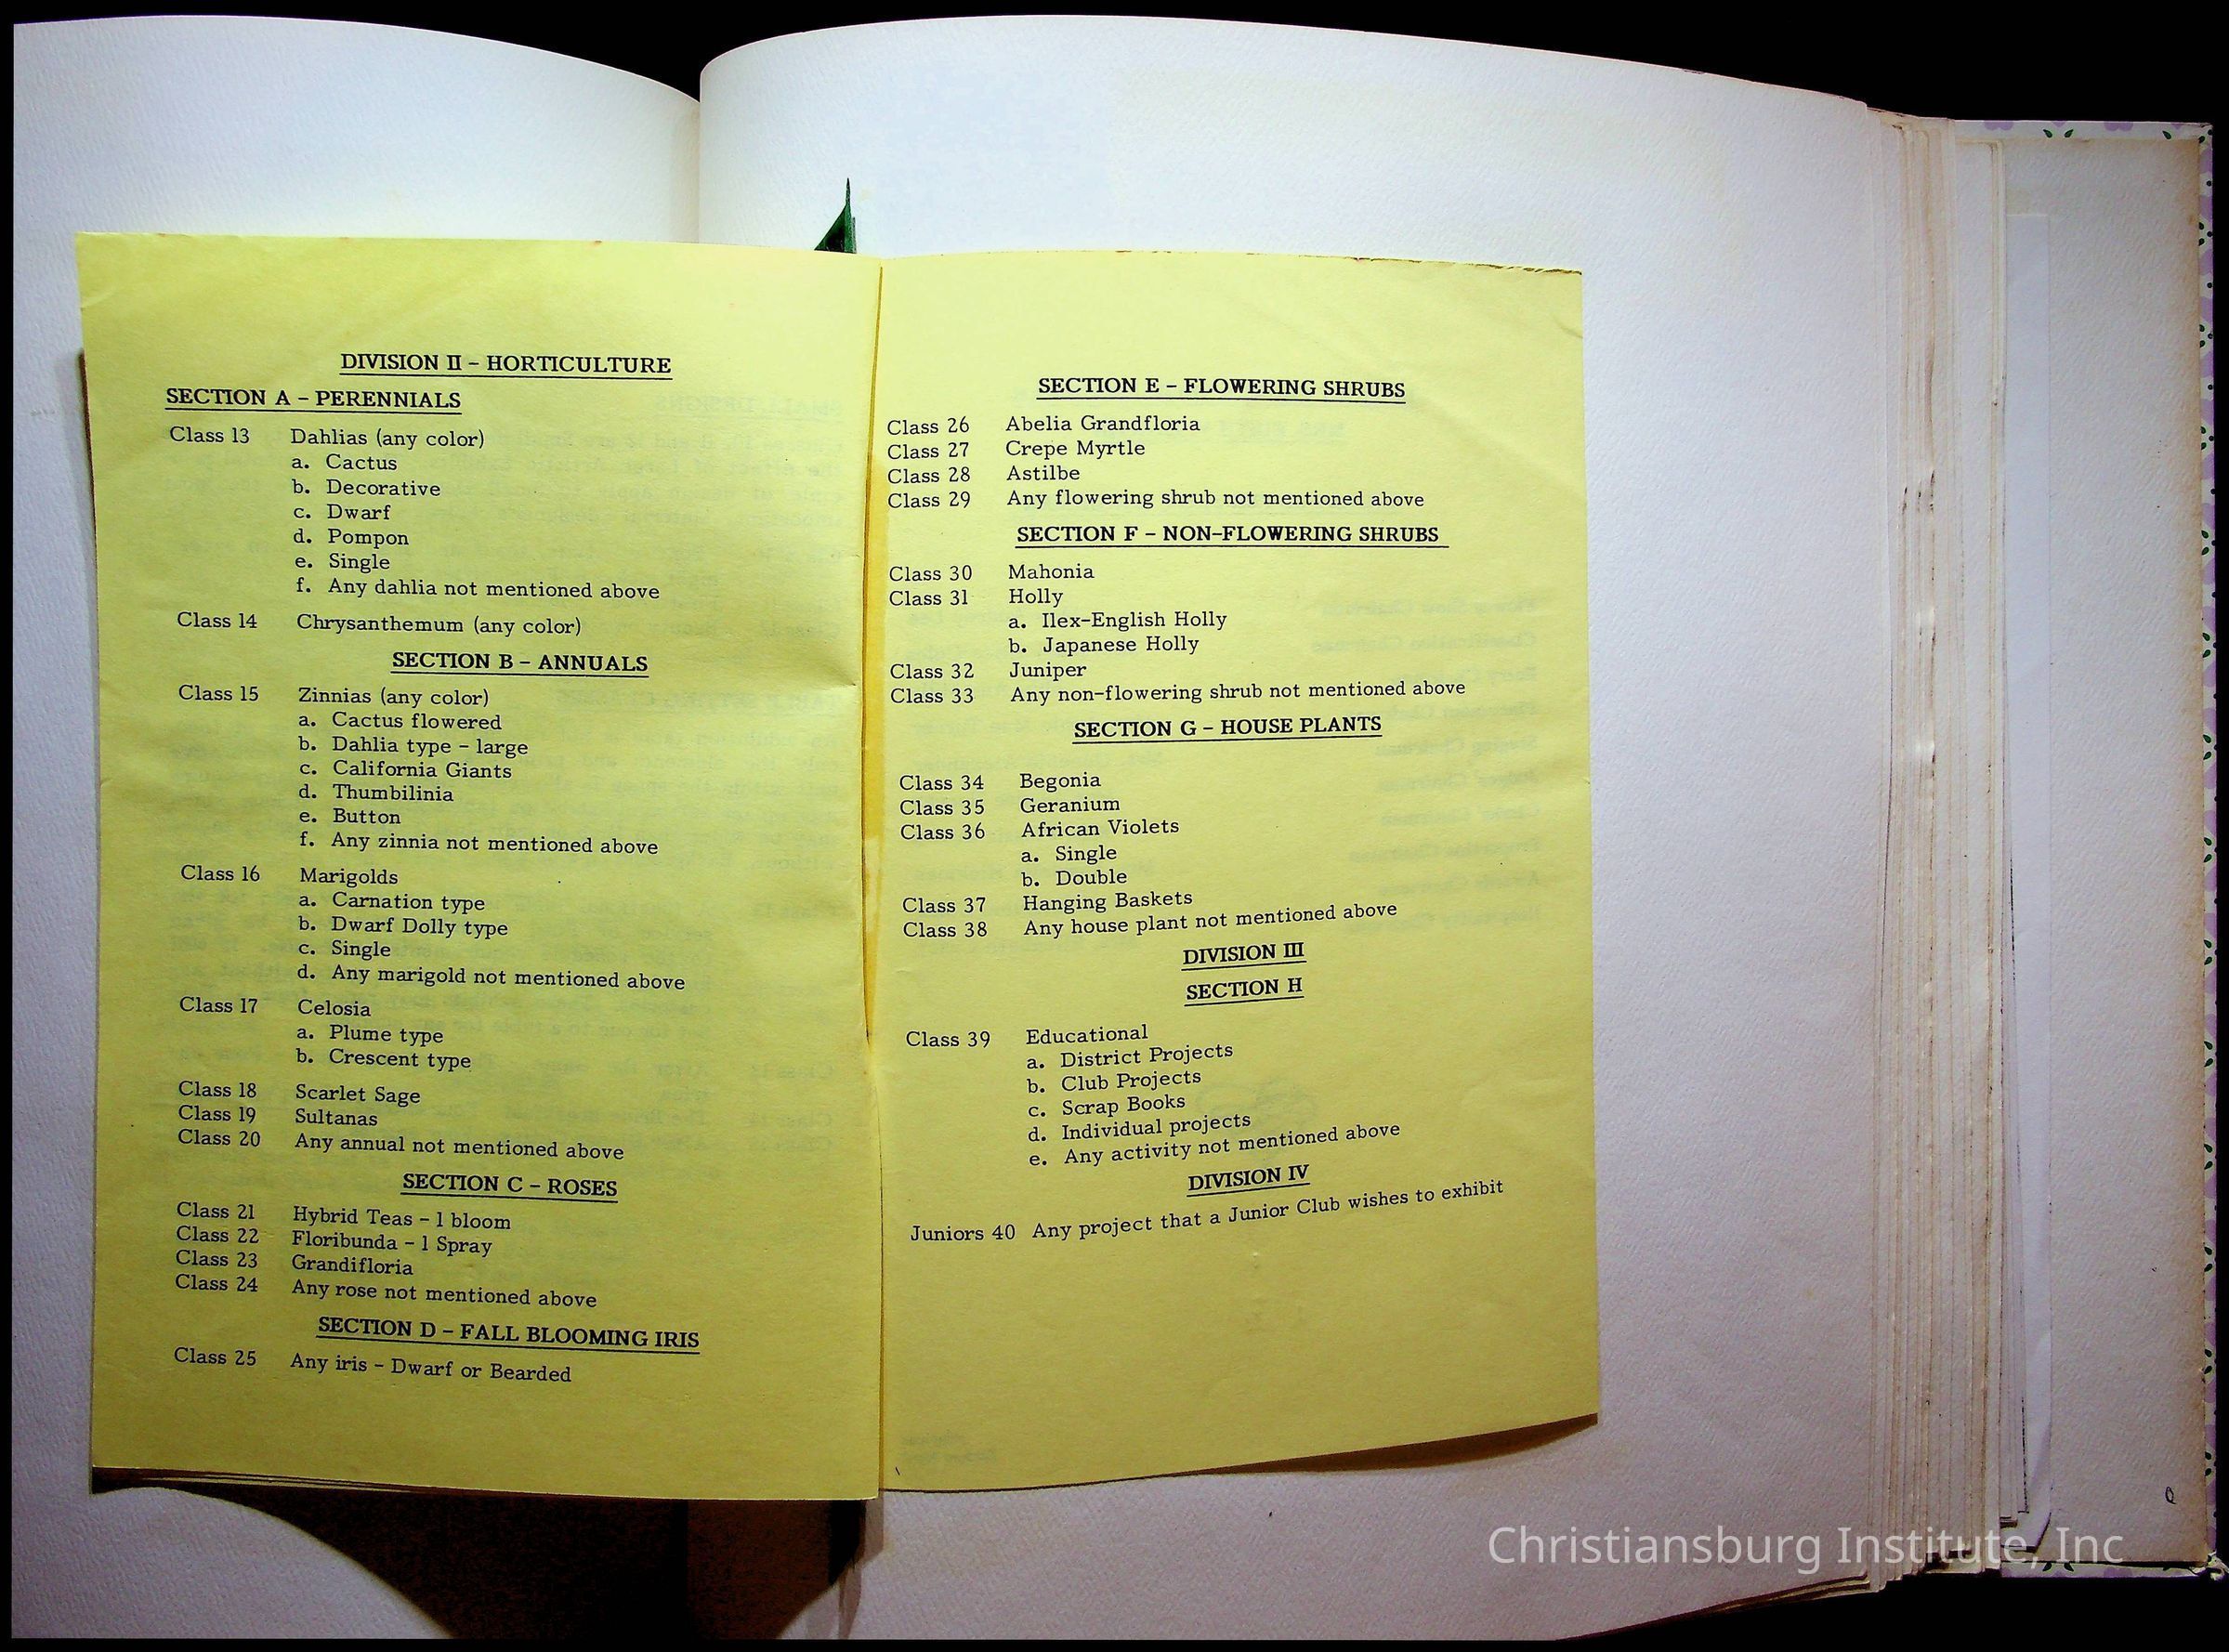 DIVISION II - HORTICULTURE
SECTION A - PERENNIALS
Class 13 Dahlias (any color)
a. Cactus
b. Decorative
c. Dwarf
d. Pompon
e. Single
f. Any dahlia not mentioned above
Class 14 Chrysanthemum (any color)
SECTION B - ANNUALS
Class 15 Zinnias (any color)
a. Cactus flowered
b. Dahlia type - large
c. California Giants
d. Thumbilinia
e. Button
f. Any zinnia not mentioned above
Class 16 Marigolds
a. Carnation type
b. Dwarf Dolly type
c. Single
d. Any marigold not mentioned above
Class 17 Celosia
a. Plume type
b. Crescent type
Class 18 Scarlet Sage
Class 19 Sultanas
Class 20 Any annual not mentioned above
SECTION C - ROSES
Class 21 Hybrid Teas - 1 bloom
Class 22 Floribunda - 1 Spray
Class 23 Grandifloria
Class 24 Any rose not mentioned above
SECTION D - FALL BLOOMING IRIS
Class 25 Any iris - Dwarf or Bearded
SECTION E - FLOWERING SHRUBS
Class 26 Abelia Grandfloria
Class 27 Crepe Myrtle
Class 28 Astilbe
Class 29 Any flowering shrub not mentioned above
SECTION F - NON-FLOWERING SHRUBS
Class 30 Mahonia
Class 31 Holly
a. Ilex-English Holly
b. Japanese Holly
Class 32 Juniper
Class 33 Any non-flowering shrub not mentioned above
SECTION G - HOUSE PLANTS
Class 34 Begonia
Class 35 Geranium
Class 36 African Violets
a. Single
b. Double
Class 37 Hanging Baskets
Class 38 Any house plant not mentioned above
DIVISION III
SECTION H
Class 39 Educational
a. District Projects
b. Club Projects
c. Scrap Books
d. Individual projects
e. Any activity not mentioned above
DIVISION IV
Juniors 40 Any project that a Junior Club wishes to exhibit
Christiansburg Institute, Inc